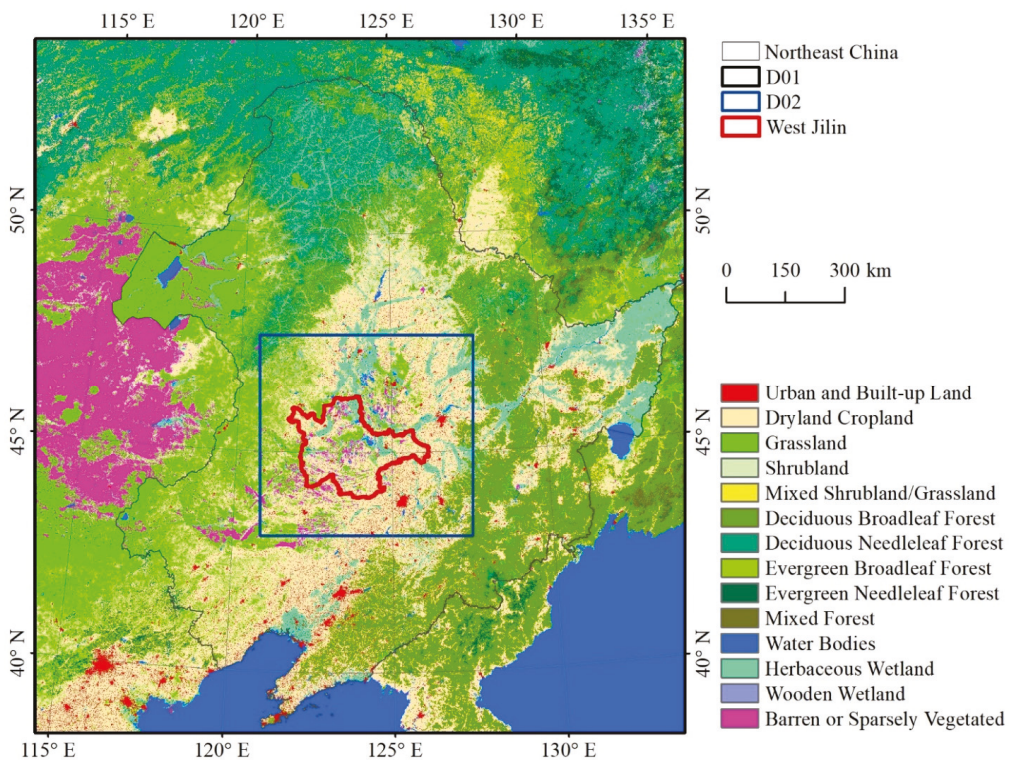 115° E 120° E 125° E 130° E 135° E
50° N
45° N
40° N
50° N
45° N
40° N
115° E 120° E 125° E 130° E
Northeast China
D01
D02
West Jilin
0 150 300 km
Urban and Built-up Land
Dryland Cropland
Grassland
Shrubland
Mixed Shrubland/Grassland
Deciduous Broadleaf Forest
Deciduous Needleleaf Forest
Evergreen Broadleaf Forest
Evergreen Needleleaf Forest
Mixed Forest
Water Bodies
Herbaceous Wetland
Wooden Wetland
Barren or Sparsely Vegetated